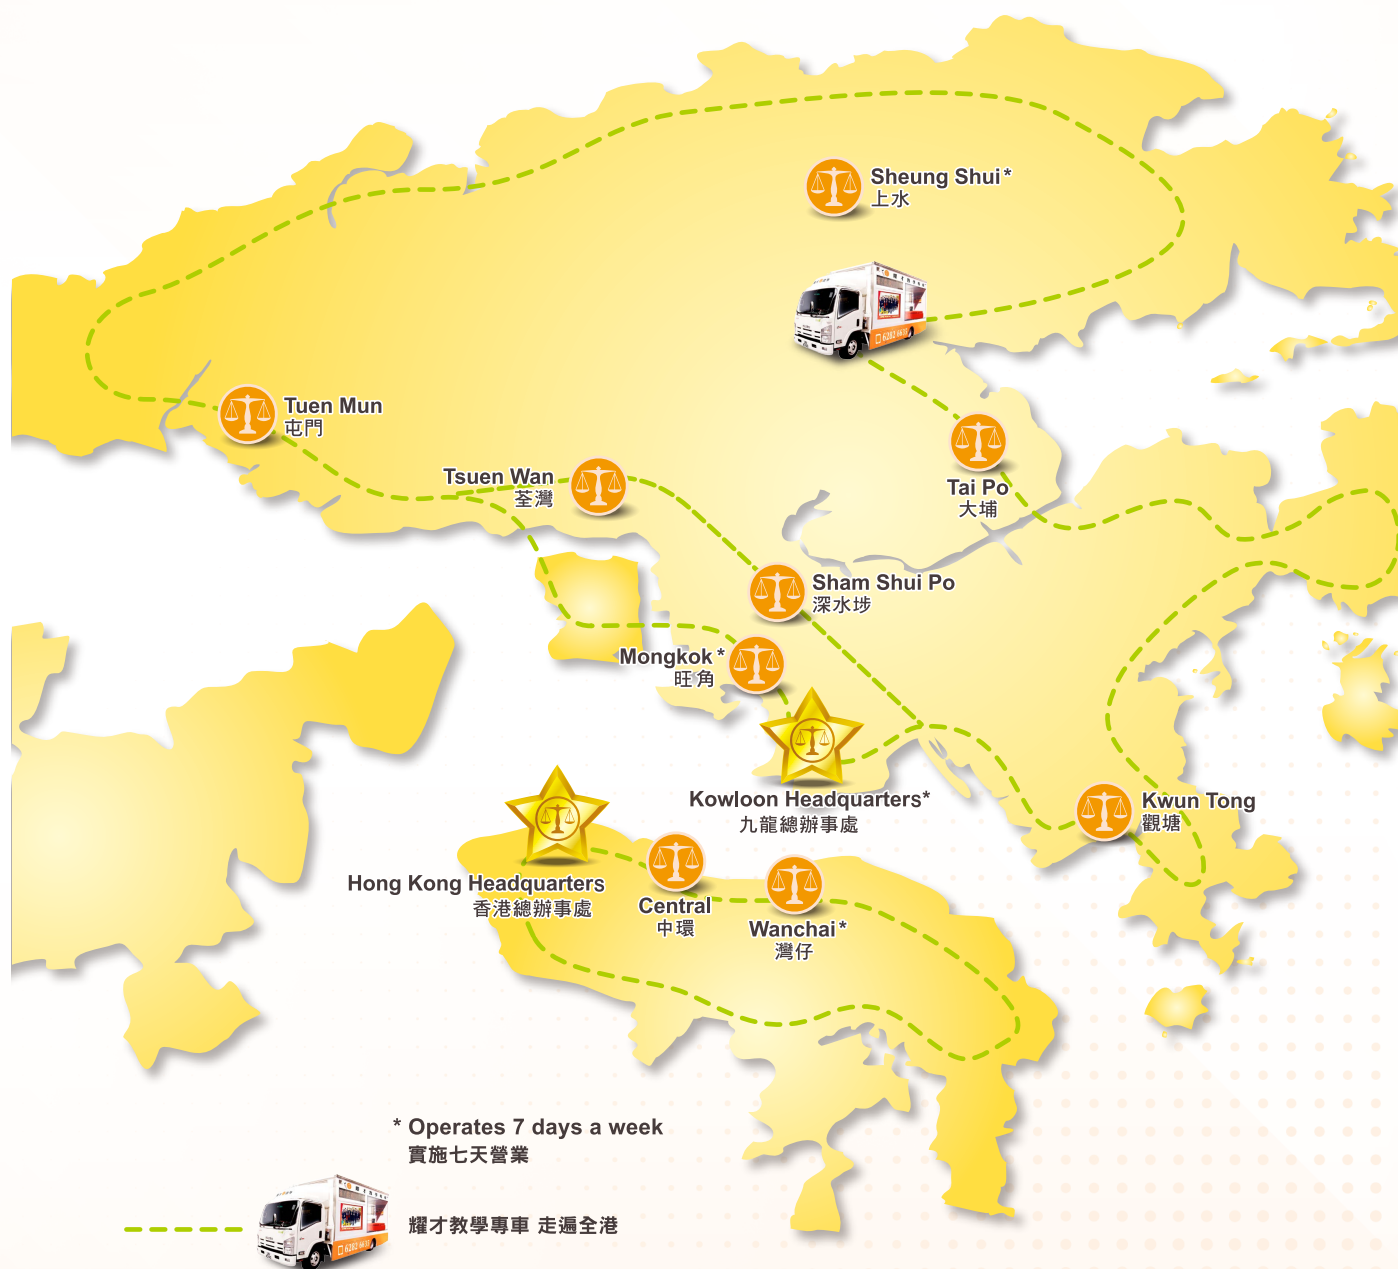 Sheung Shui*
上水
6282 6633
Tuen Mun
屯門
Tsuen Wan
荃灣
Tai Po
大埔
Sham Shui Po
深水埗
Mongkok*
旺角
Kowloon Headquarters*
九龍總辦事處
Kwun Tong
觀塘
Hong Kong Headquarters
香港總辦事處
Central
中環
Wanchai*
灣仔
* Operates 7 days a week
實施七天營業
耀才教學專車 走遍全港